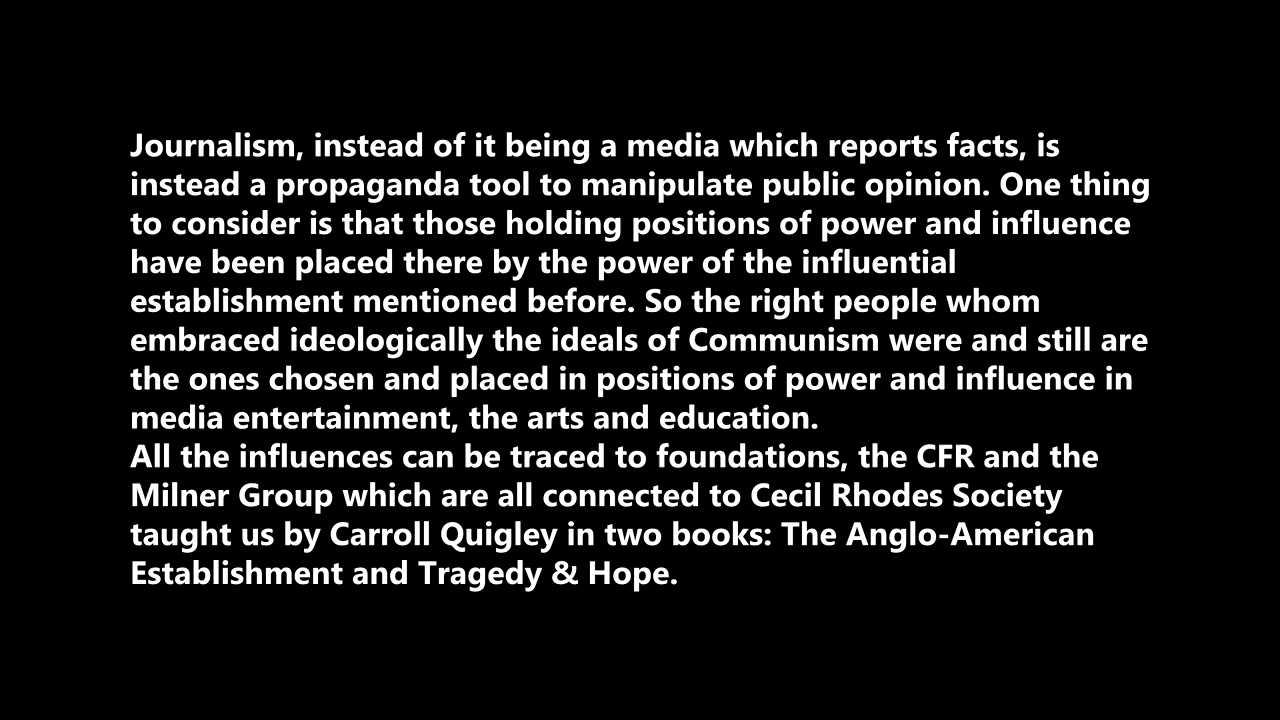 Journalism, instead of it being a media which reports facts, is
instead a propaganda tool to manipulate public opinion. One thing
to consider is that those holding positions of power and influence
have been placed there by the power of the influential
establishment mentioned before. So the right people whom
embraced ideologically the ideals of Communism were and still are
the ones chosen and placed in positions of power and influence in
media entertainment, the arts and education.
All the influences can be traced to foundations, the CFR and the
Milner Group which are all connected to Cecil Rhodes Society
taught us by Carroll Quigley in two books: The Anglo-American
Establishment and Tragedy & Hope.